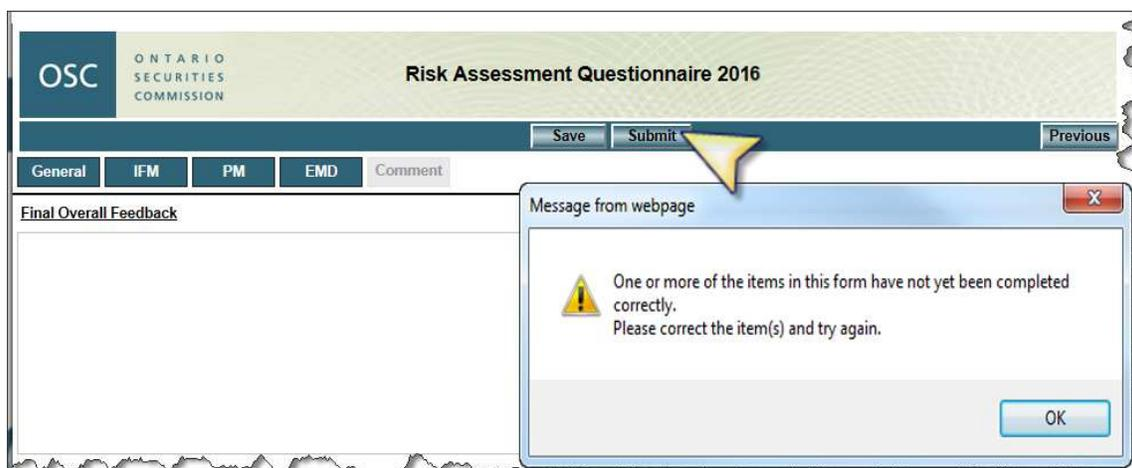 OSC
ONTARIO
SECURITIES
COMMISSION
Risk Assessment Questionnaire 2016
Save Submit Previous
General IFM PM EMD Comment
Final Overall Feedback
Message from webpage
X
One or more of the items in this form have not yet been completed
correctly.
Please correct the item(s) and try again.
OK